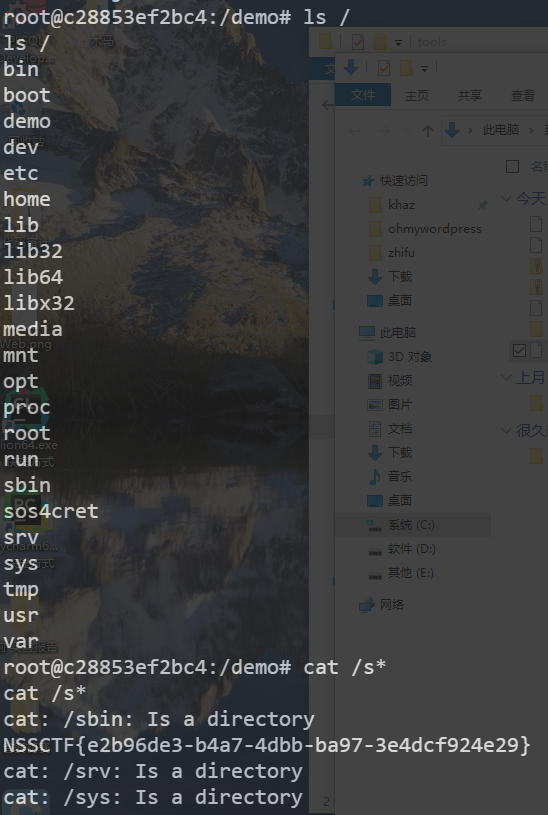 root@c28853ef2bc4:/demo# ls /
ls /
bin
boot
demo
dev
etc
home
lib
lib32
lib64
libx32
media
mnt
opt
proc
root
run
sbin
sos4cret
srv
sys
tmp
usr
var
root@c28853ef2bc4:/demo# cat /s*
cat /s*
cat: /sbin: Is a directory
NSSCTF{e2b96de3-b4a7-4dbb-ba97-3e4dcf924e29}
cat: /srv: Is a directory
cat: /sys: Is a directory
tools
文件
主页
共享
查看
此电脑
快速访问
khaz
ohmywordpress
zhifu
下载
桌面
此电脑
3D 对象
视频
图片
文档
下载
音乐
桌面
系统 (C:)
软件 (D:)
其他 (E:)
网络
今天
上月
很久
2
Web.png